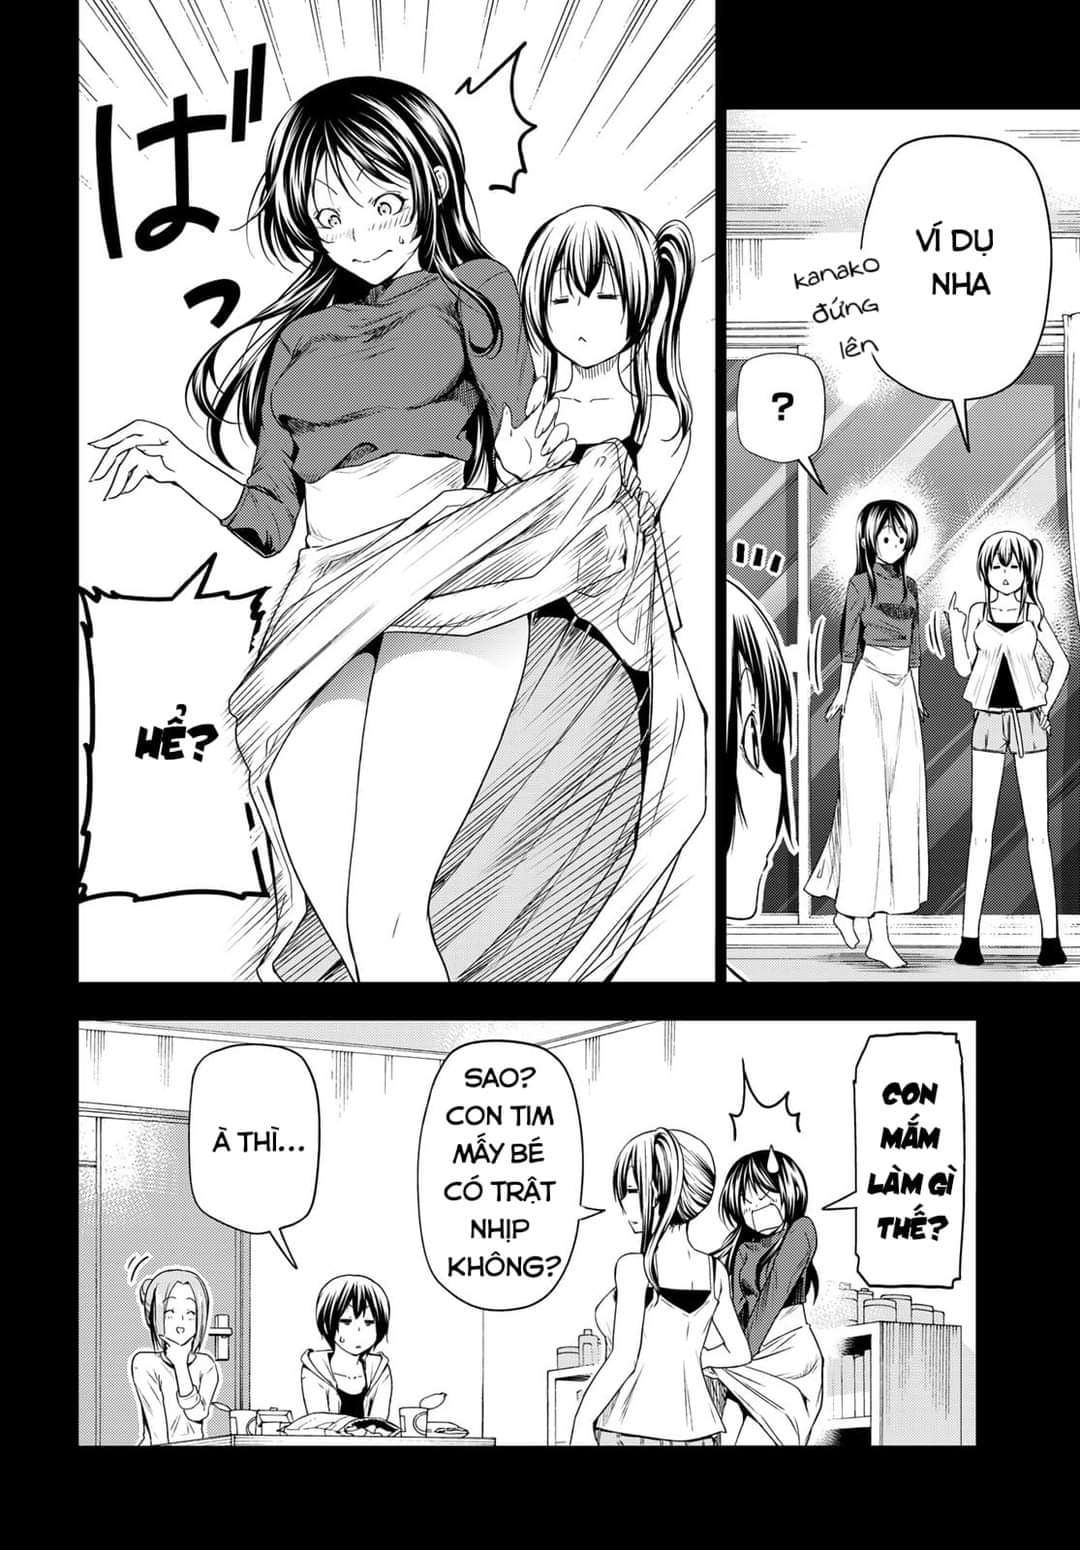 VÍ DỤ
NHA
kanako
đứng
lên
?
ばっ
HỂ?
CON
MẮM
LÀM GÌ
THẾ?
SAO?
CON TIM
MẤY BÉ
CÓ TRẬT
NHỊP
KHÔNG?
À THÌ...